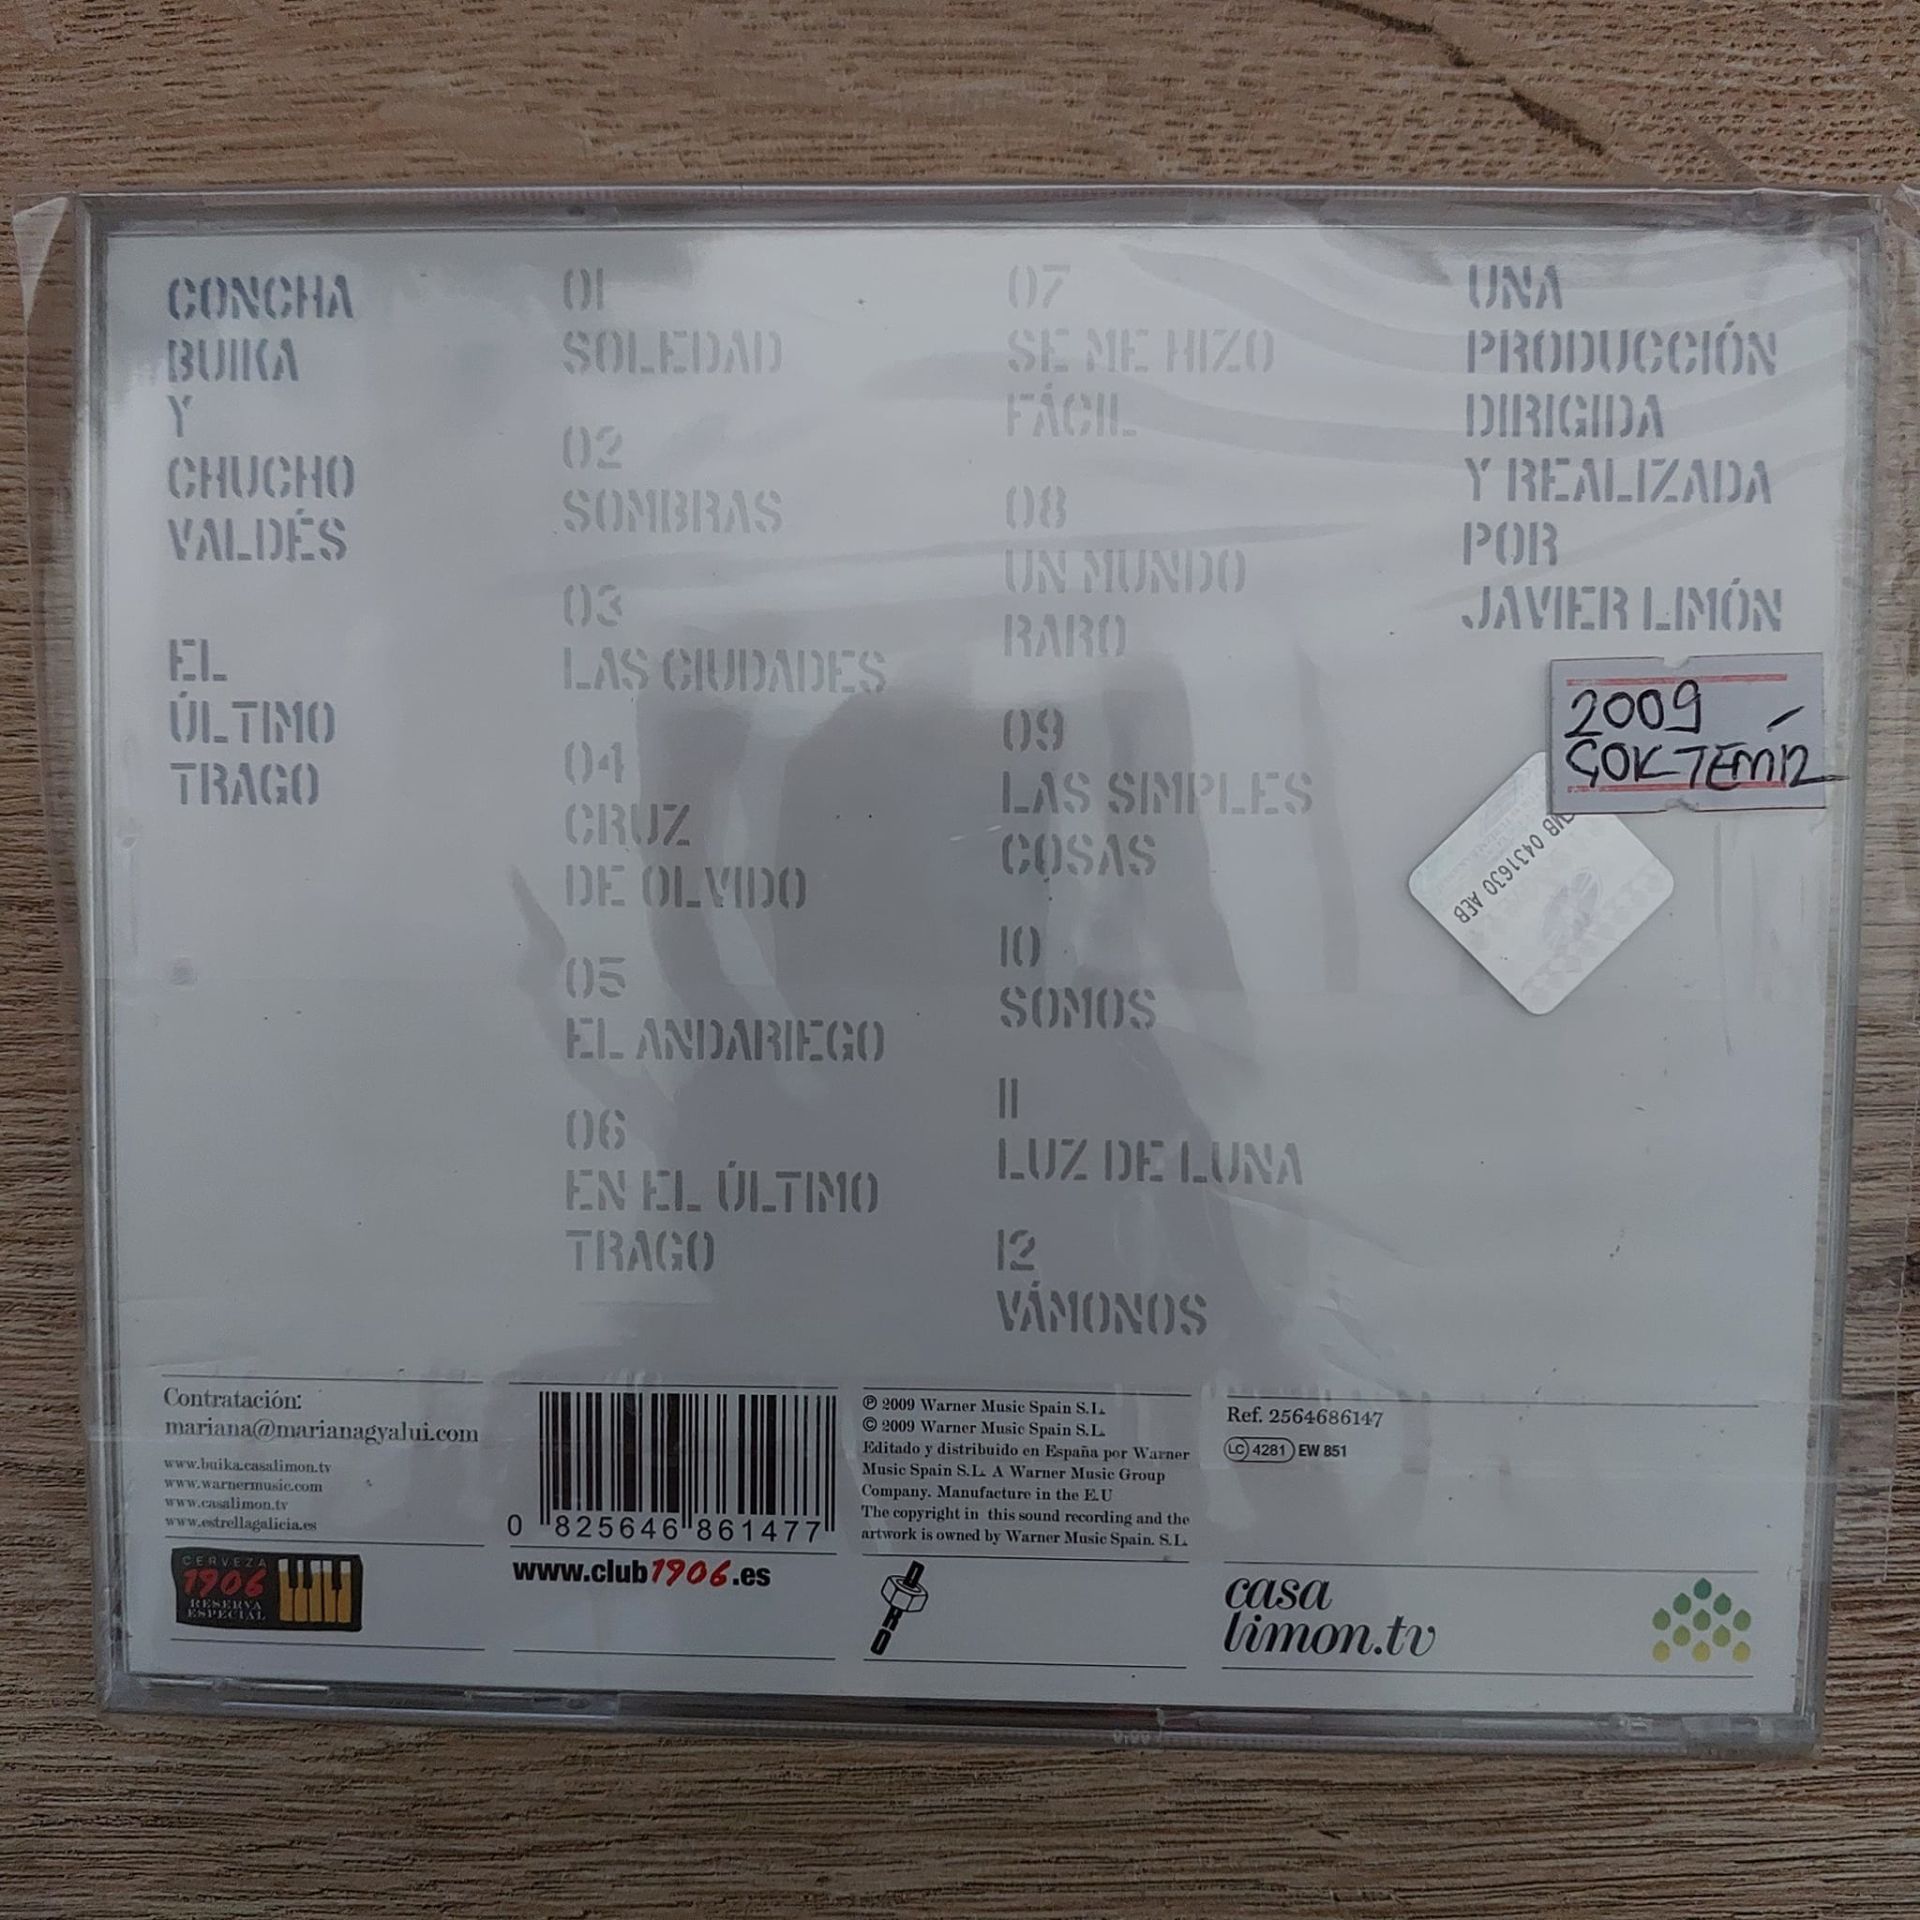 CONCHA
BUIKA
Y
CHUCHO
VALDÉS
EL
ÚLTIMO
TRAGO
01
SOLEDAD
02
SOMBRAS
03
LAS CIUDADES
04
CRUZ
DE OLVIDO
05
EL ANDARIEGO
06
EN EL ÚLTIMO
TRAGO
07
SE ME HIZO
FÁCIL
08
UN MUNDO
RARO
09
LAS SIMPLES
COSAS
10
SOMOS
11
LUZ DE LUNA
12
VÁMONOS
UNA
PRODUCCIÓN
DIRIGIDA
Y REALIZADA
POR
JAVIER LIMÓN
2009
ÇOK TEMİZ
0431630 AEB
Contratación:
mariana@marianagyalui.com
www.buika.casalimon.tv
www.warnermusic.com
www.casalimon.tv
www.estrellagalicia.es
CERVEZA
1906
RESERVA
ESPECIAL
0 825646 861477
www.club1906.es
℗ 2009 Warner Music Spain S.L.
© 2009 Warner Music Spain S.L.
Editado y distribuido en España por Warner
Music Spain S.L. A Warner Music Group
Company. Manufacture in the E.U
The copyright in this sound recording and the
artwork is owned by Warner Music Spain. S.L.
Ref. 2564686147
LC 4281 EW 851
casa
limon.tv